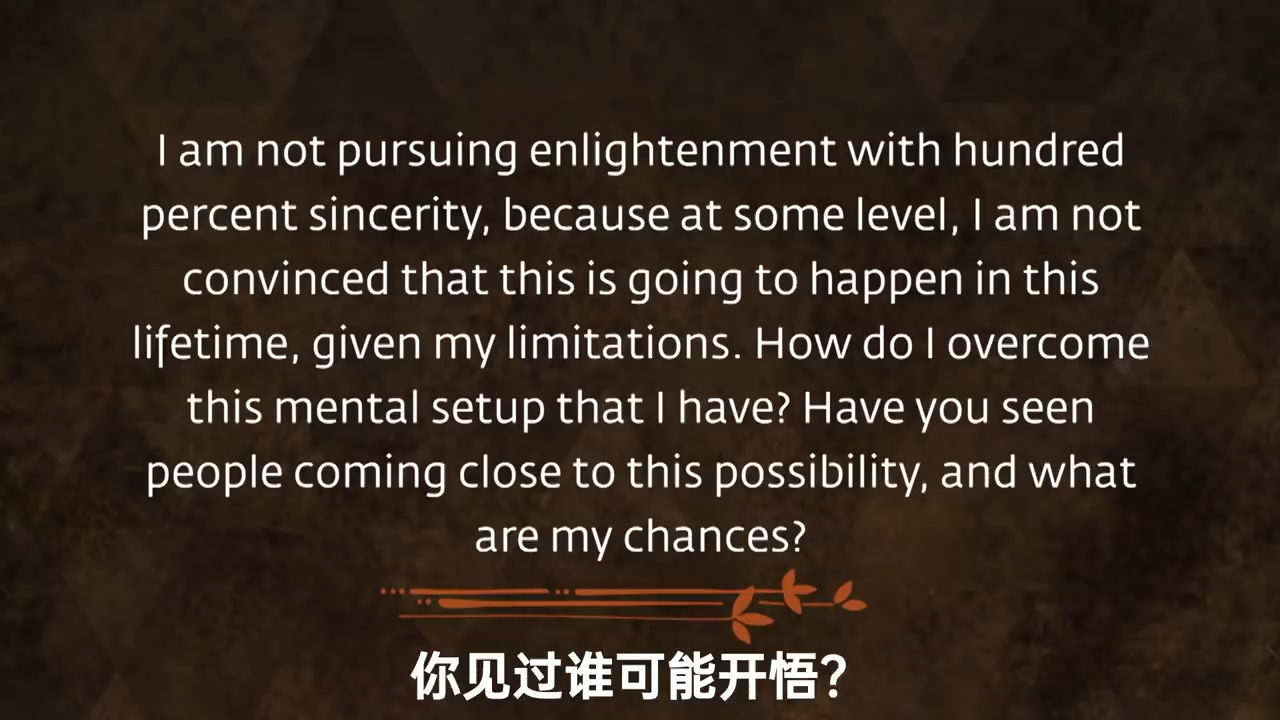 I am not pursuing enlightenment with hundred
percent sincerity, because at some level, I am not
convinced that this is going to happen in this
lifetime, given my limitations. How do I overcome
this mental setup that I have? Have you seen
people coming close to this possibility, and what
are my chances?
你见过谁可能开悟？